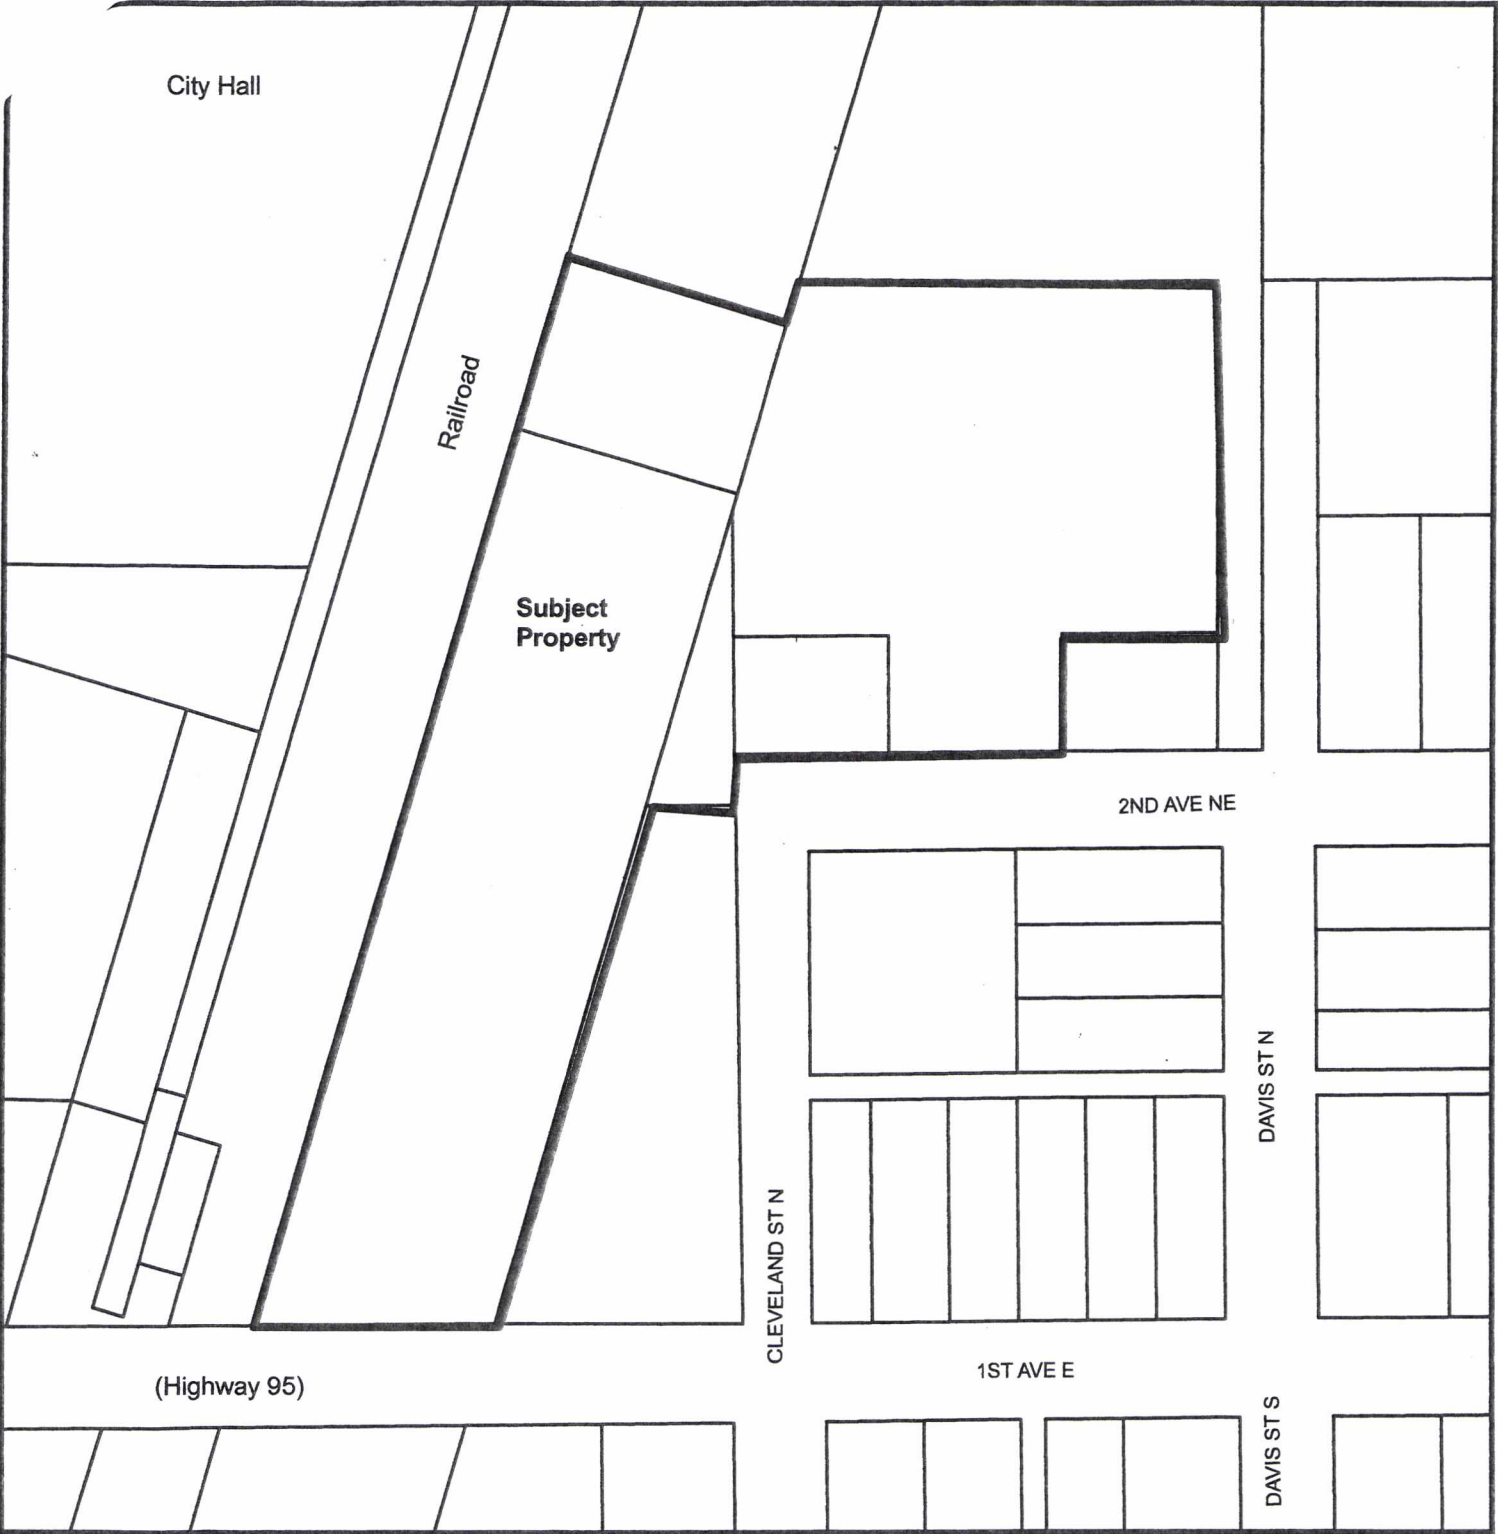 City Hall
Railroad
Subject
Property
2ND AVE NE
DAVIS ST N
CLEVELAND ST N
1ST AVE E
(Highway 95)
DAVIS ST S